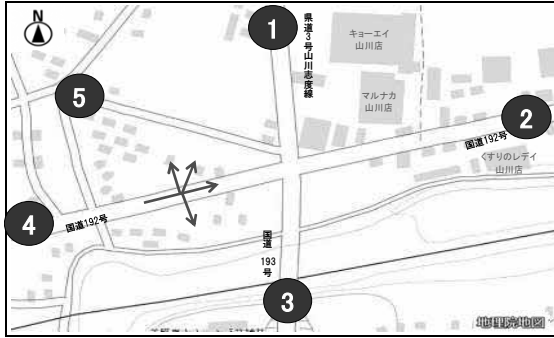 N
1
県道3号山川志度線
キョーエイ
山川店
マルナカ
山川店
5
2
国道192号
くすりのレデイ
山川店
4
国道192号
国道
193
号
3
地理院地図